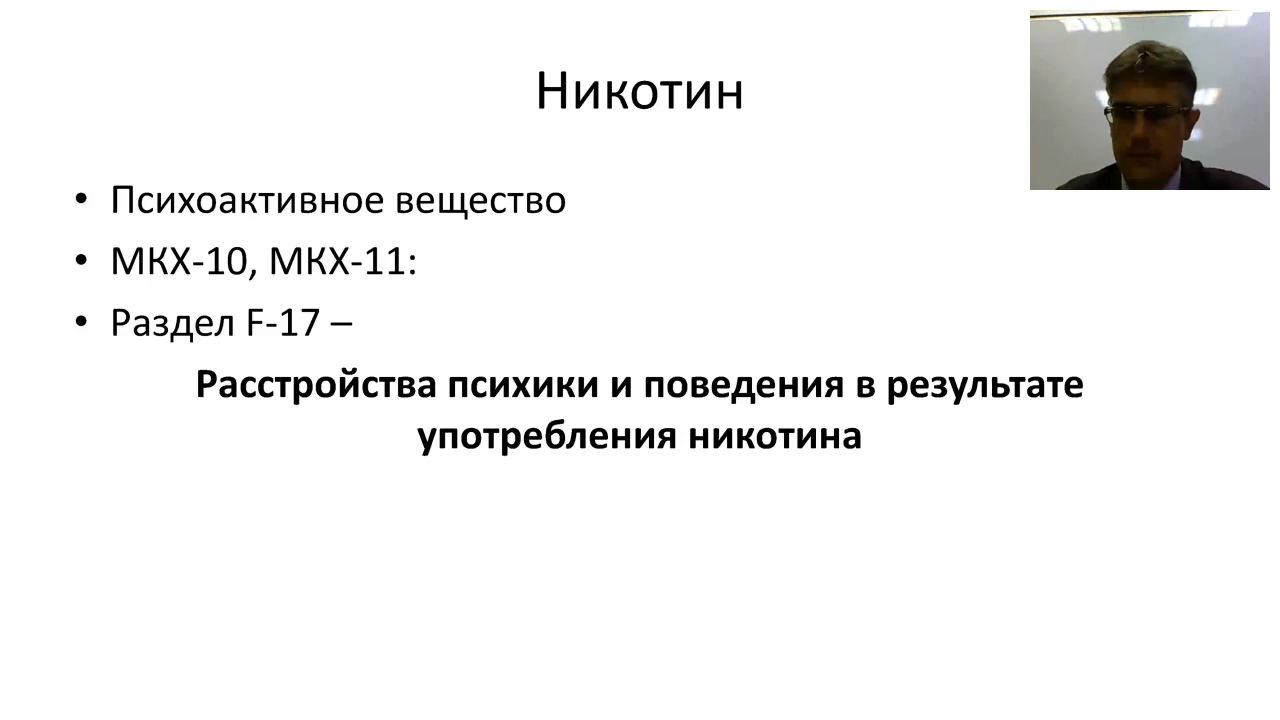 Никотин
• Психоактивное вещество
• МКХ-10, МКХ-11:
• Раздел F-17 –
Расстройства психики и поведения в результате
употребления никотина